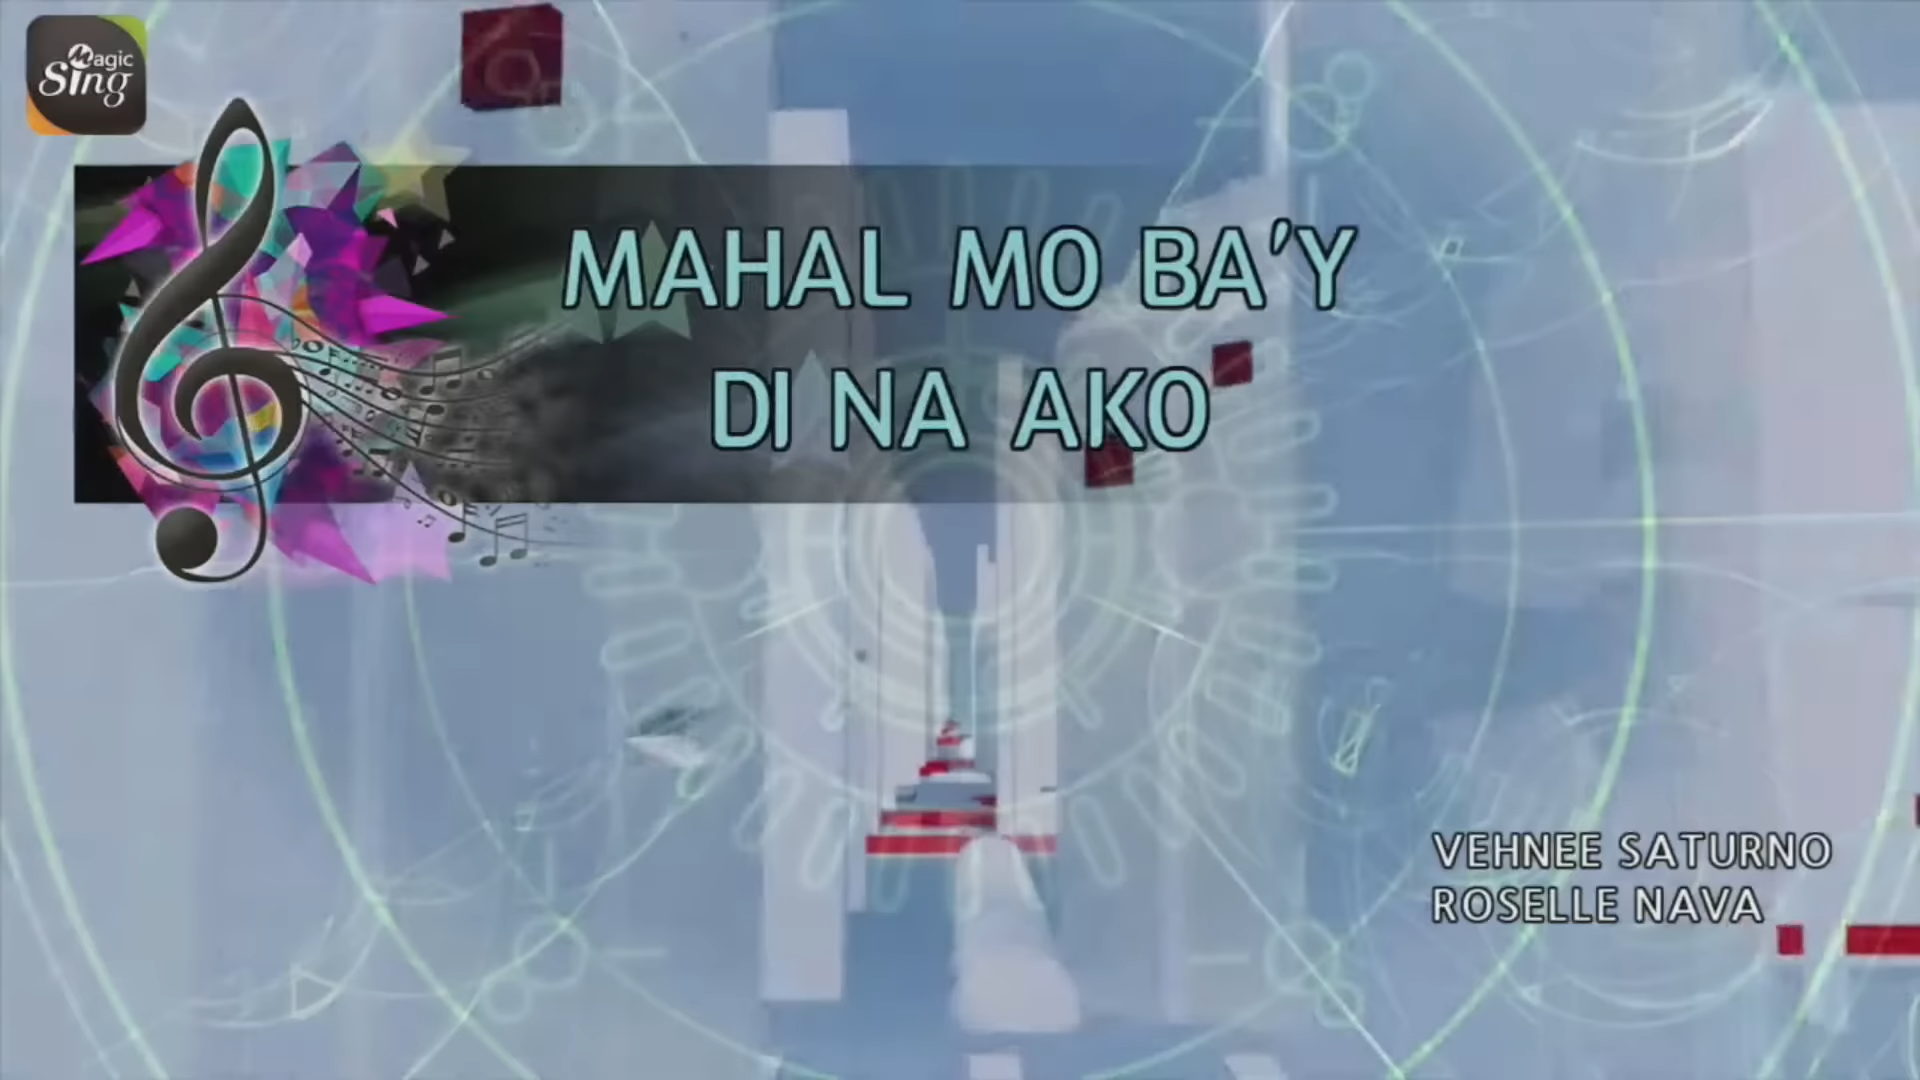 Magic
Sing
MAHAL MO BA'Y
DI NA AKO
VEHNEE SATURNO
ROSELLE NAVA